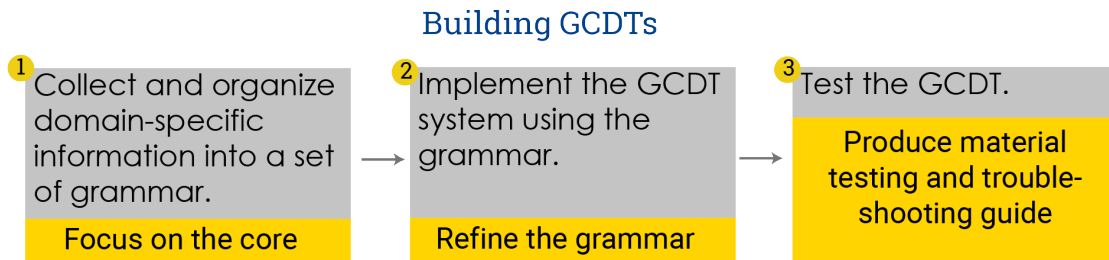 Building GCDTs
1
Collect and organize
domain-specific
information into a set
of grammar.
Focus on the core
2
Implement the GCDT
system using the
grammar.
Refine the grammar
3
Test the GCDT.
Produce material
testing and trouble-
shooting guide